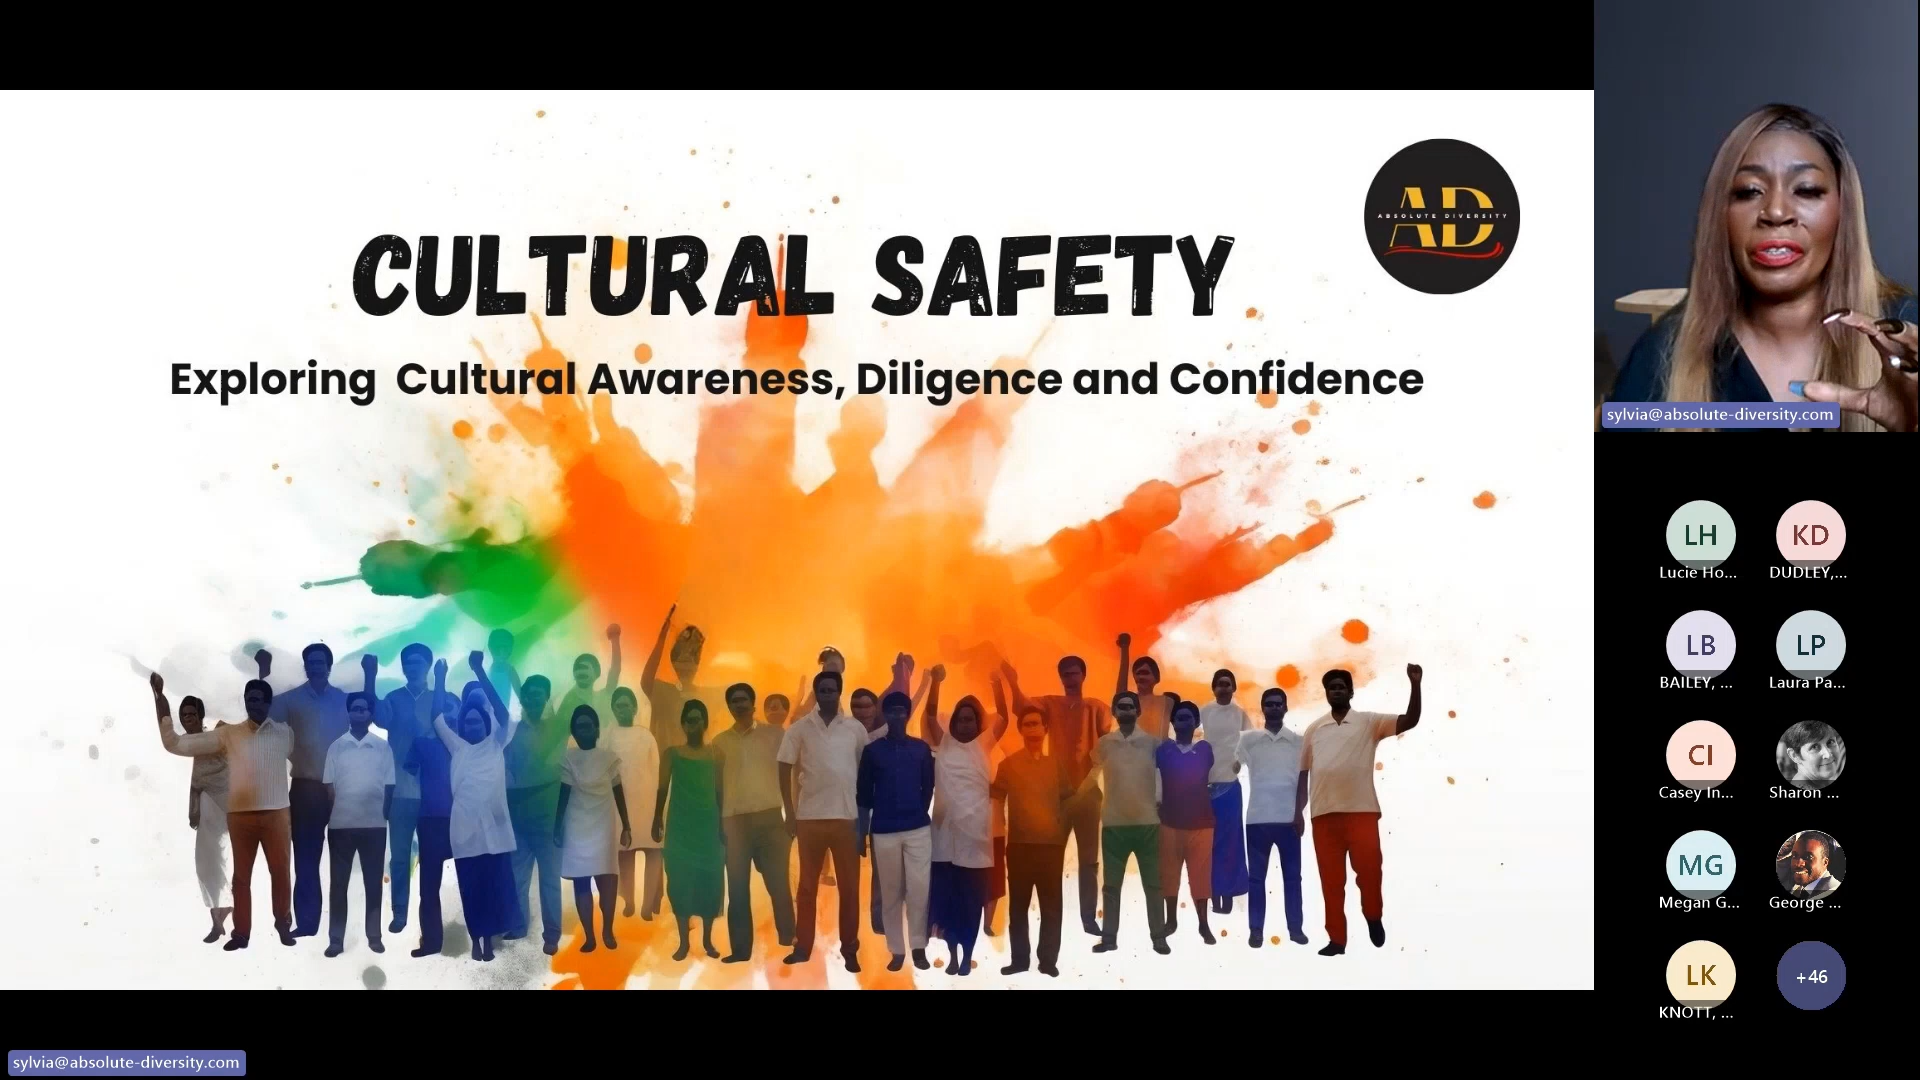 CULTURAL SAFETY
Exploring Cultural Awareness, Diligence and Confidence
AD
ABSOLUTE DIVERSITY
sylvia@absolute-diversity.com
LH
Lucie Ho...
KD
DUDLEY,...
LB
BAILEY, ...
LP
Laura Pa...
CI
Casey In...
Sharon ...
MG
Megan G...
George ...
LK
KNOTT, ...
+46
sylvia@absolute-diversity.com